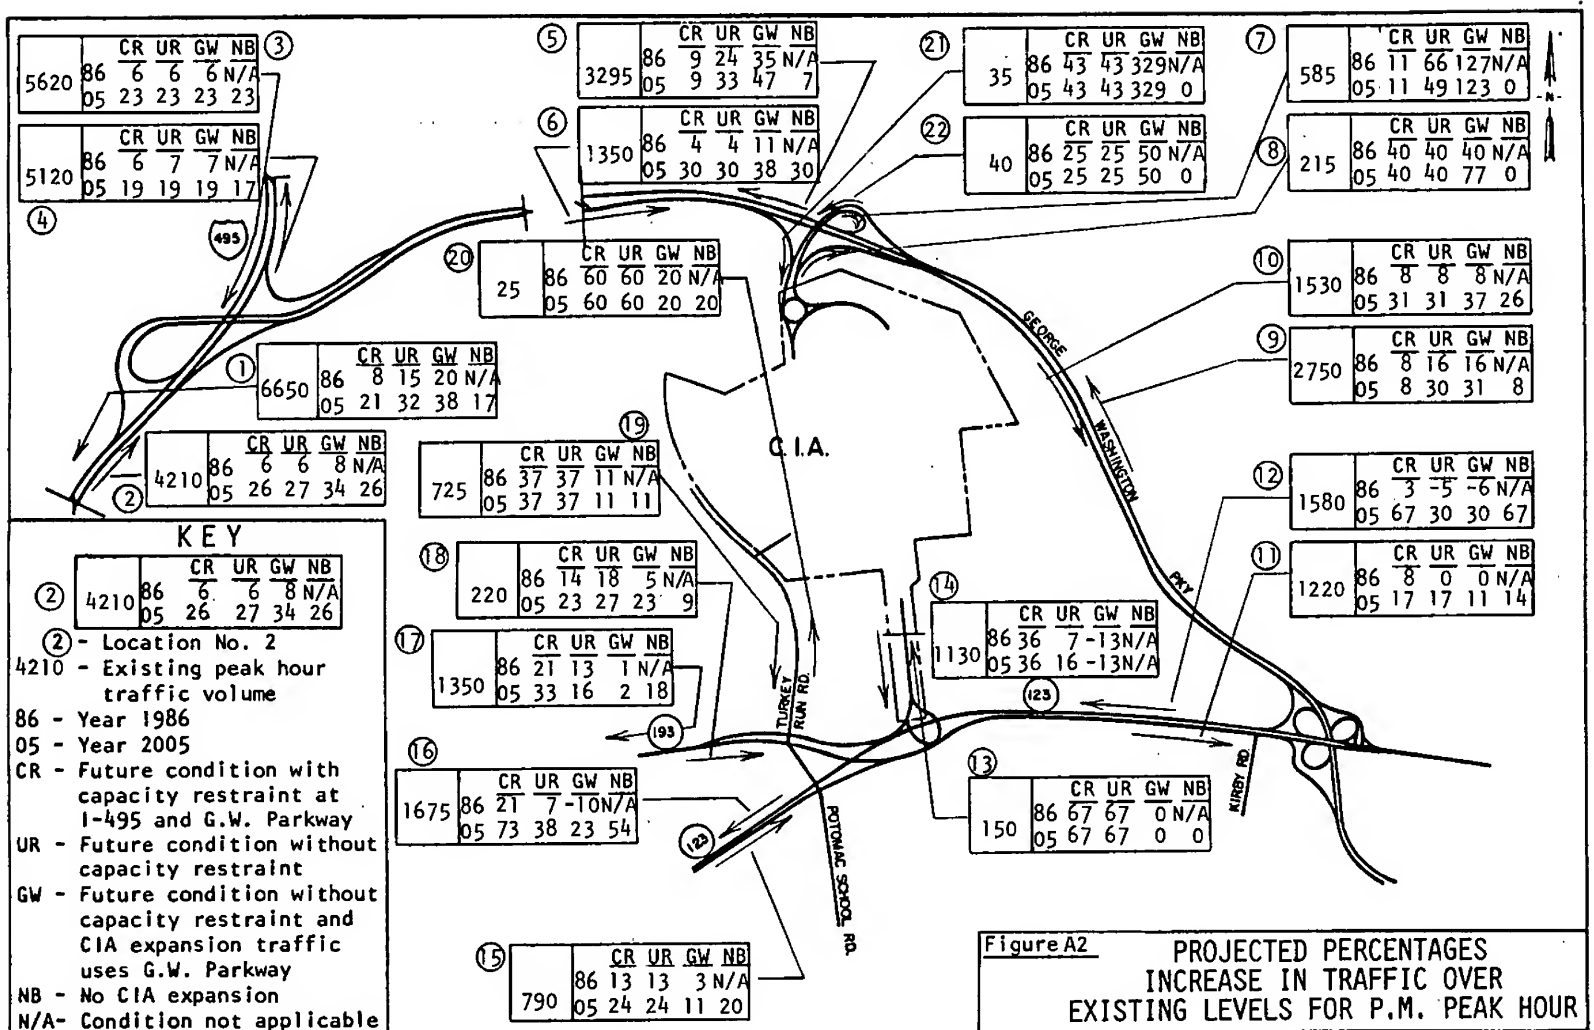 ③
CR UR GW NB
5620
86 6 6 6 N/A
05 23 23 23 23
CR UR GW NB
5120
86 6 7 7 N/A
05 19 19 19 17
④
⑤
CR UR GW NB
3295
86 9 24 35 N/A
05 9 33 47 7
⑥
CR UR GW NB
1350
86 4 4 11 N/A
05 30 30 38 30
㉑
CR UR GW NB
35
86 43 43 329 N/A
05 43 43 329 0
㉒
CR UR GW NB
40
86 25 25 50 N/A
05 25 25 50 0
⑦
CR UR GW NB
585
86 11 66 127 N/A
05 11 49 123 0
⑧
CR UR GW NB
215
86 40 40 40 N/A
05 40 40 77 0
-N-
495
⑳
CR UR GW NB
25
86 60 60 20 N/A
05 60 60 20 20
⑩
CR UR GW NB
1530
86 8 8 8 N/A
05 31 31 37 26
⑨
CR UR GW NB
2750
86 8 16 16 N/A
05 8 30 31 8
①
CR UR GW NB
6650
86 8 15 20 N/A
05 21 32 38 17
②
CR UR GW NB
4210
86 6 6 8 N/A
05 26 27 34 26
GEORGE
WASHINGTON
PKY
C.I.A.
⑲
CR UR GW NB
725
86 37 37 11 N/A
05 37 37 11 11
⑱
CR UR GW NB
220
86 14 18 5 N/A
05 23 27 23 9
⑰
CR UR GW NB
1350
86 21 13 1 N/A
05 33 16 2 18
⑯
CR UR GW NB
1675
86 21 7 -10 N/A
05 73 38 23 54
⑫
CR UR GW NB
1580
86 3 -5 -6 N/A
05 67 30 30 67
⑪
CR UR GW NB
1220
86 8 0 0 N/A
05 17 17 11 14
⑭
CR UR GW NB
1130
86 36 7 -13 N/A
05 36 16 -13 N/A
⑬
CR UR GW NB
150
86 67 67 0 N/A
05 67 67 0 0
⑮
CR UR GW NB
790
86 13 13 3 N/A
05 24 24 11 20
TURKEY
RUN RD.
193
123
123
KIRBY RD.
POTOMAC SCHOOL RD.
KEY
②
CR UR GW NB
4210
86 6 6 8 N/A
05 26 27 34 26
② - Location No. 2
4210 - Existing peak hour
traffic volume
86 - Year 1986
05 - Year 2005
CR - Future condition with
capacity restraint at
I-495 and G.W. Parkway
UR - Future condition without
capacity restraint
GW - Future condition without
capacity restraint and
CIA expansion traffic
uses G.W. Parkway
NB - No CIA expansion
N/A- Condition not applicable
Figure A2
PROJECTED PERCENTAGES
INCREASE IN TRAFFIC OVER
EXISTING LEVELS FOR P.M. PEAK HOUR